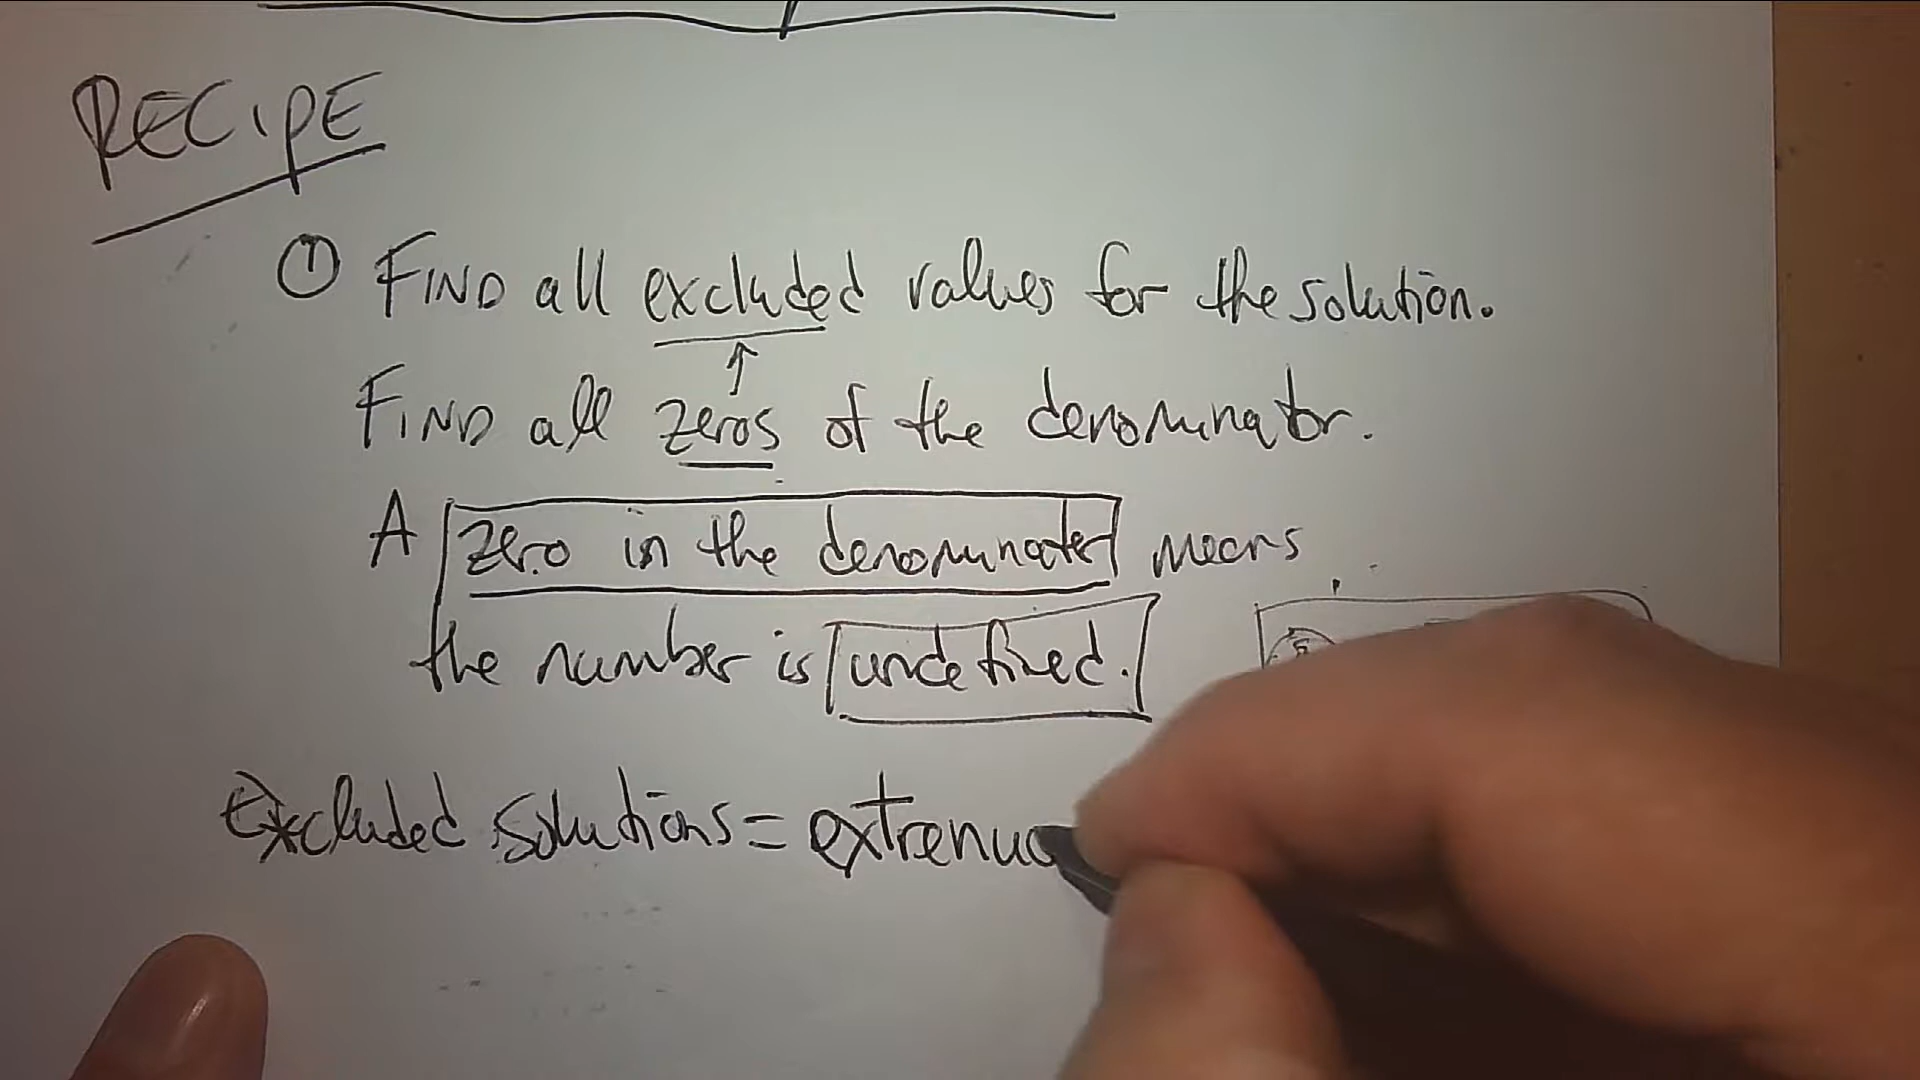 RECIPE
① FIND all excluded values for the solution.
↑
FIND all zeros of the denominator.
A zero in the denominator means
the number is undefined.
Excluded solutions = extrenuo